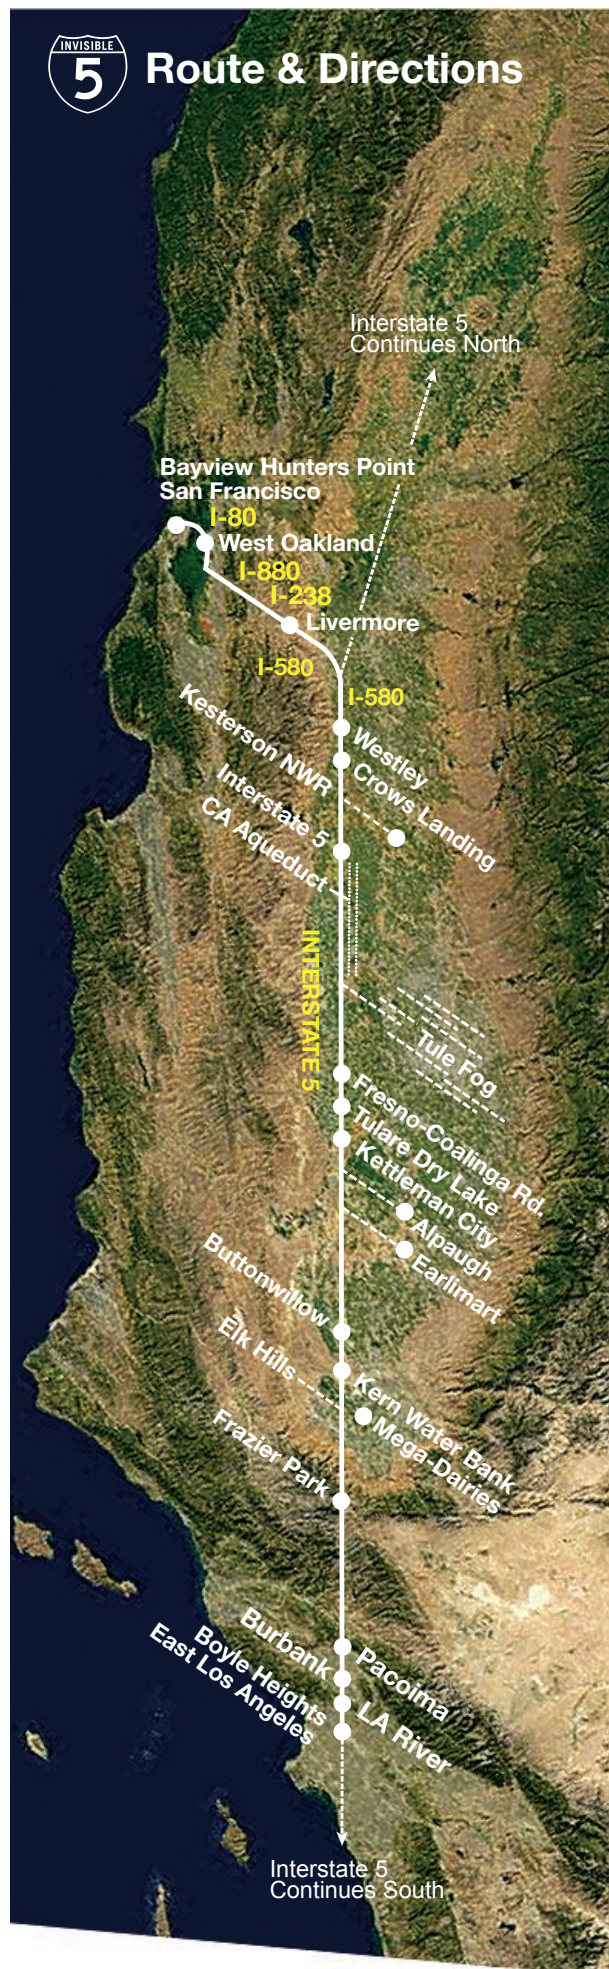 INVISIBLE
5
Route & Directions
Interstate 5
Continues North
Bayview Hunters Point
San Francisco
I-80
West Oakland
I-880
I-238
Livermore
I-580
I-580
Kesterson NWR
Westley
Crows Landing
Interstate 5
CA Aqueduct
INTERSTATE 5
Tule Fog
Fresno-Coalinga Rd.
Tulare Dry Lake
Kettleman City
Alpaugh
Earlimart
Buttonwillow
Elk Hills
Kern Water Bank
Mega-Dairies
Frazier Park
Burbank
Pacoima
Boyle Heights
East Los Angeles
LA River
Interstate 5
Continues South